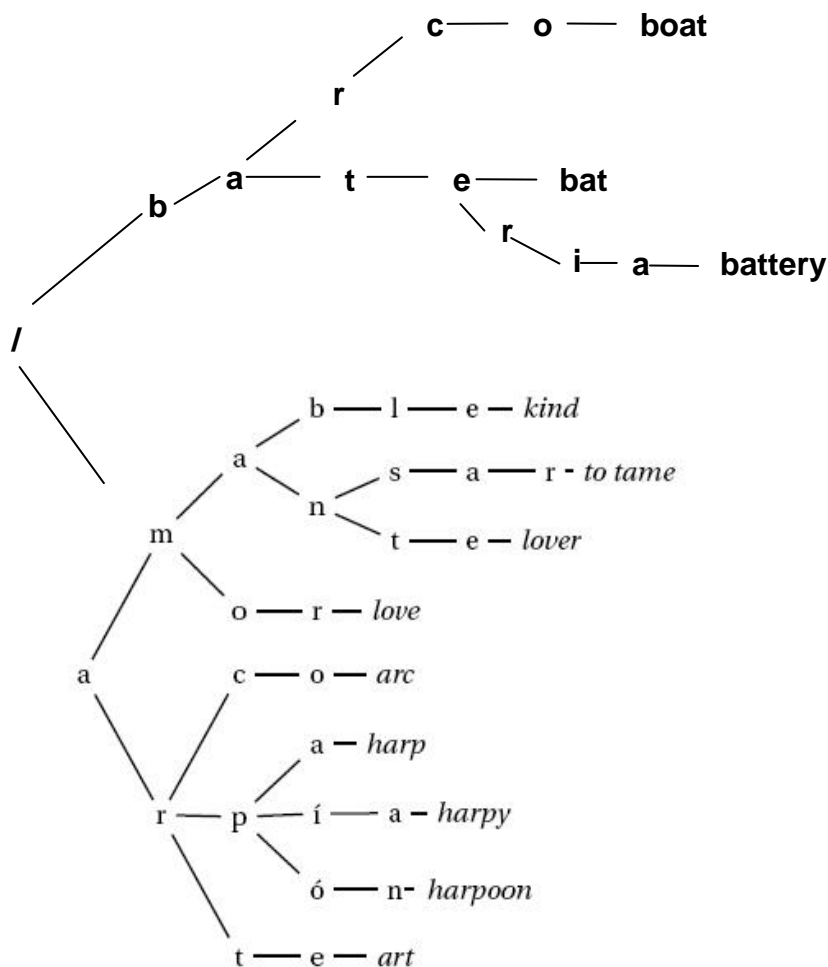 c o boat
r
b a t e bat
r
i a battery
/
b l e kind
a
s a r to tame
n
m
t e lover
o r love
a c o arc
a harp
r p í a harpy
ó n harpoon
t e art